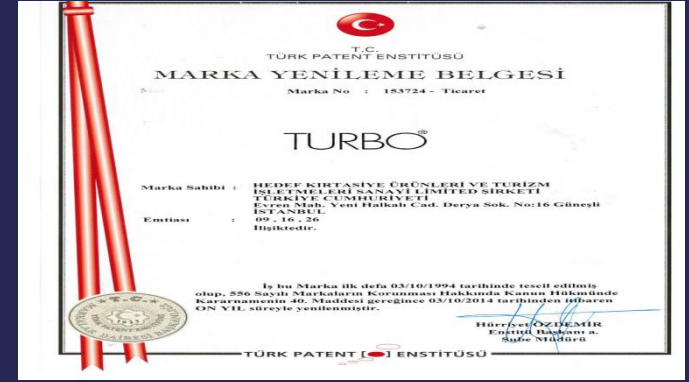 T.C.
TÜRK PATENT ENSTİTÜSÜ
MARKA YENİLEME BELGESİ
Marka No : 153724 - Ticaret
TURBO®
Marka Sahibi : HEDEF KIRTASİYE ÜRÜNLERİ VE TURİZM
İŞLETMELERİ SANAYİ LİMİTED ŞİRKETİ
TÜRKİYE CUMHURİYETİ
Evren Mah. Yeni Halkalı Cad. Derya Sok. No:16 Güneşli
İSTANBUL
Emtiası : 09 , 16 , 26
İlişiktedir.
İş bu Marka ilk defa 03/10/1994 tarihinde tescil edilmiş
olup, 556 Sayılı Markaların Korunması Hakkında Kanun Hükmünde
Kararnamenin 40. Maddesi gereğince 03/10/2014 tarihinden itibaren
ON YIL süreyle yenilenmiştir.
Hürriyet ÖZDEMİR
Enstitü Başkanı a.
Şube Müdürü
T.C.
TÜRK PATENT ENSTİTÜSÜ